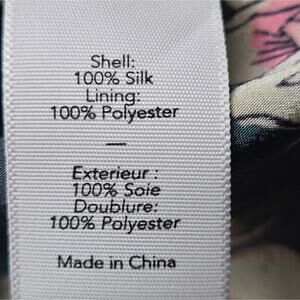 Shell:
100% Silk
Lining:
100% Polyester
—
Exterieur :
100% Soie
Doublure:
100% Polyester
Made in China